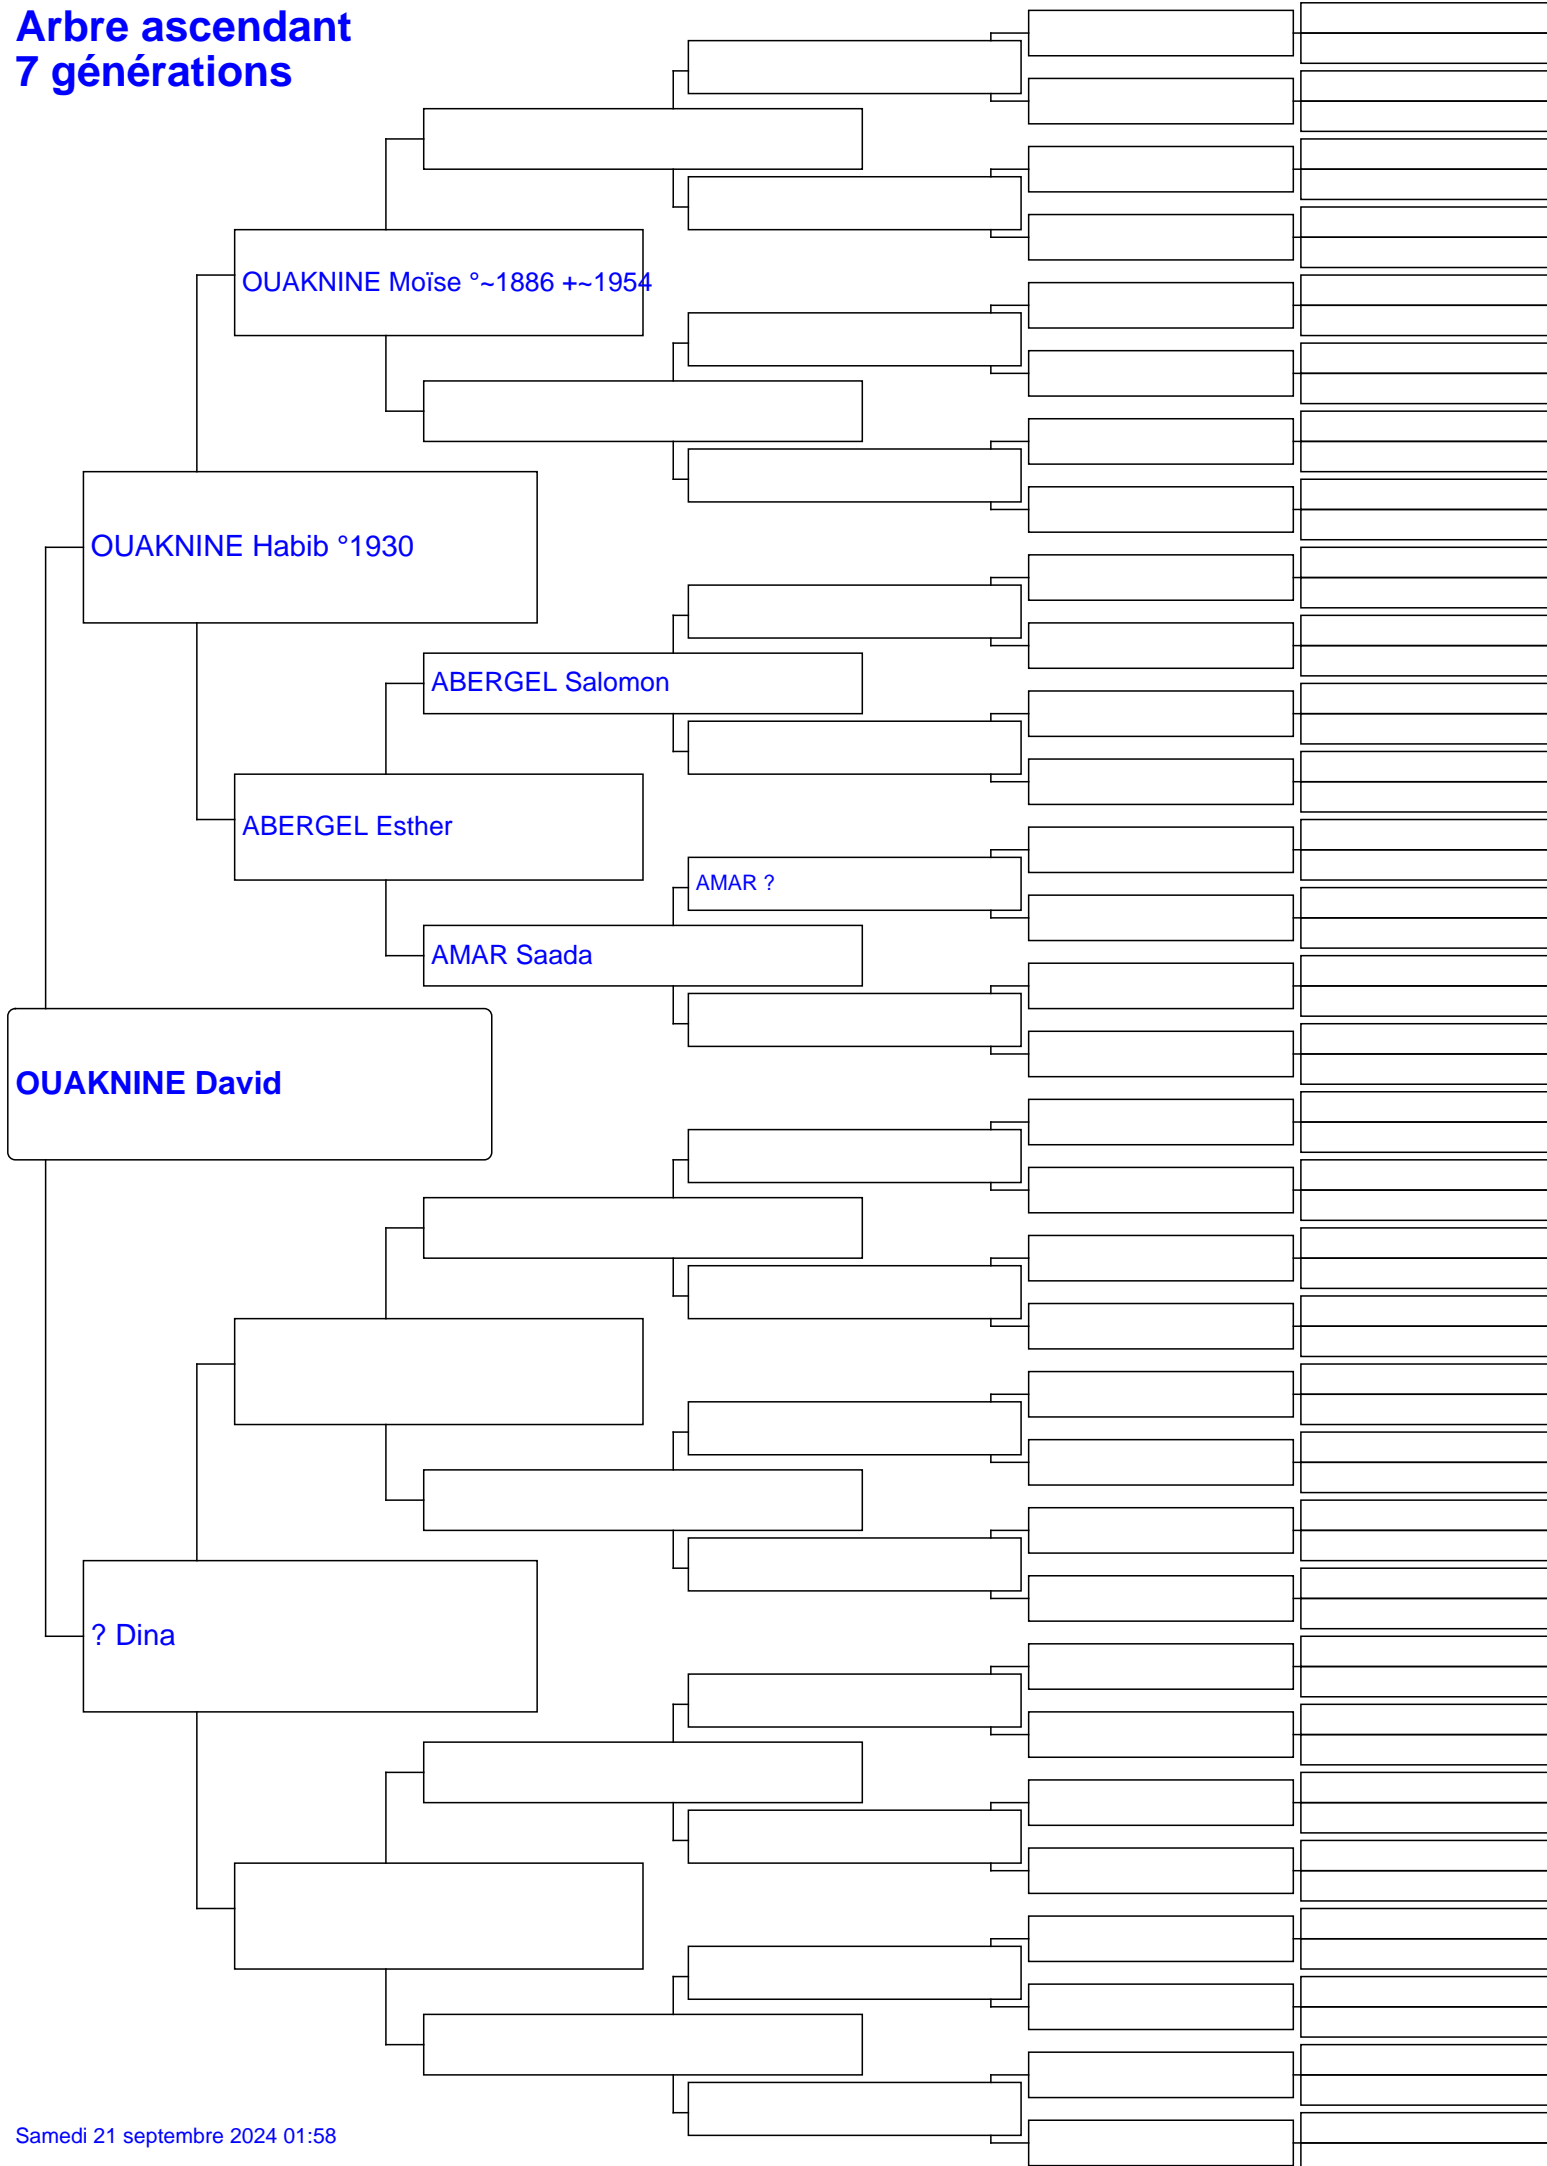 Arbre ascendant
7 générations
OUAKNINE Moïse °~1886 +~1954
OUAKNINE Habib °1930
ABERGEL Salomon
ABERGEL Esther
AMAR ?
AMAR Saada
OUAKNINE David
? Dina
Samedi 21 septembre 2024 01:58